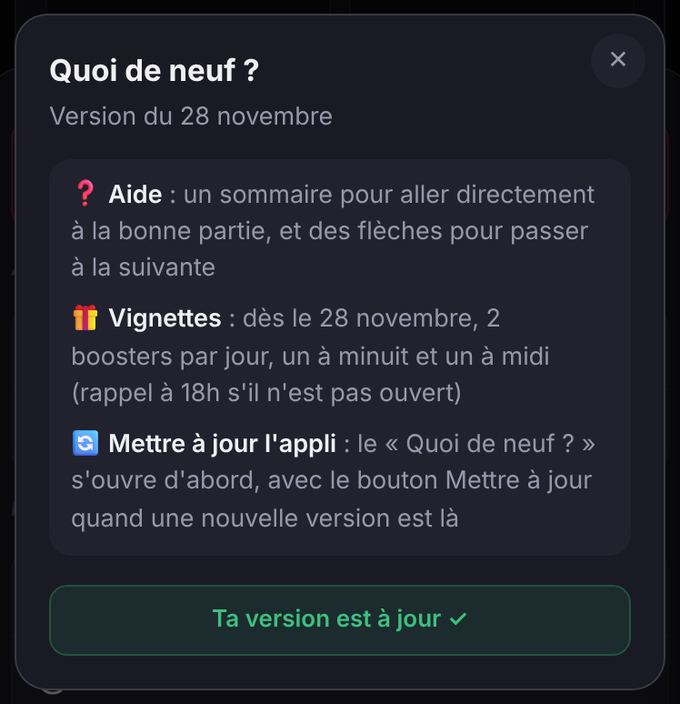 Quoi de neuf ?
Version du 28 novembre
❓ Aide : un sommaire pour aller directement
à la bonne partie, et des flèches pour passer
à la suivante
🎁 Vignettes : dès le 28 novembre, 2
boosters par jour, un à minuit et un à midi
(rappel à 18h s'il n'est pas ouvert)
🔄 Mettre à jour l'appli : le « Quoi de neuf ? »
s'ouvre d'abord, avec le bouton Mettre à jour
quand une nouvelle version est là
Ta version est à jour ✓